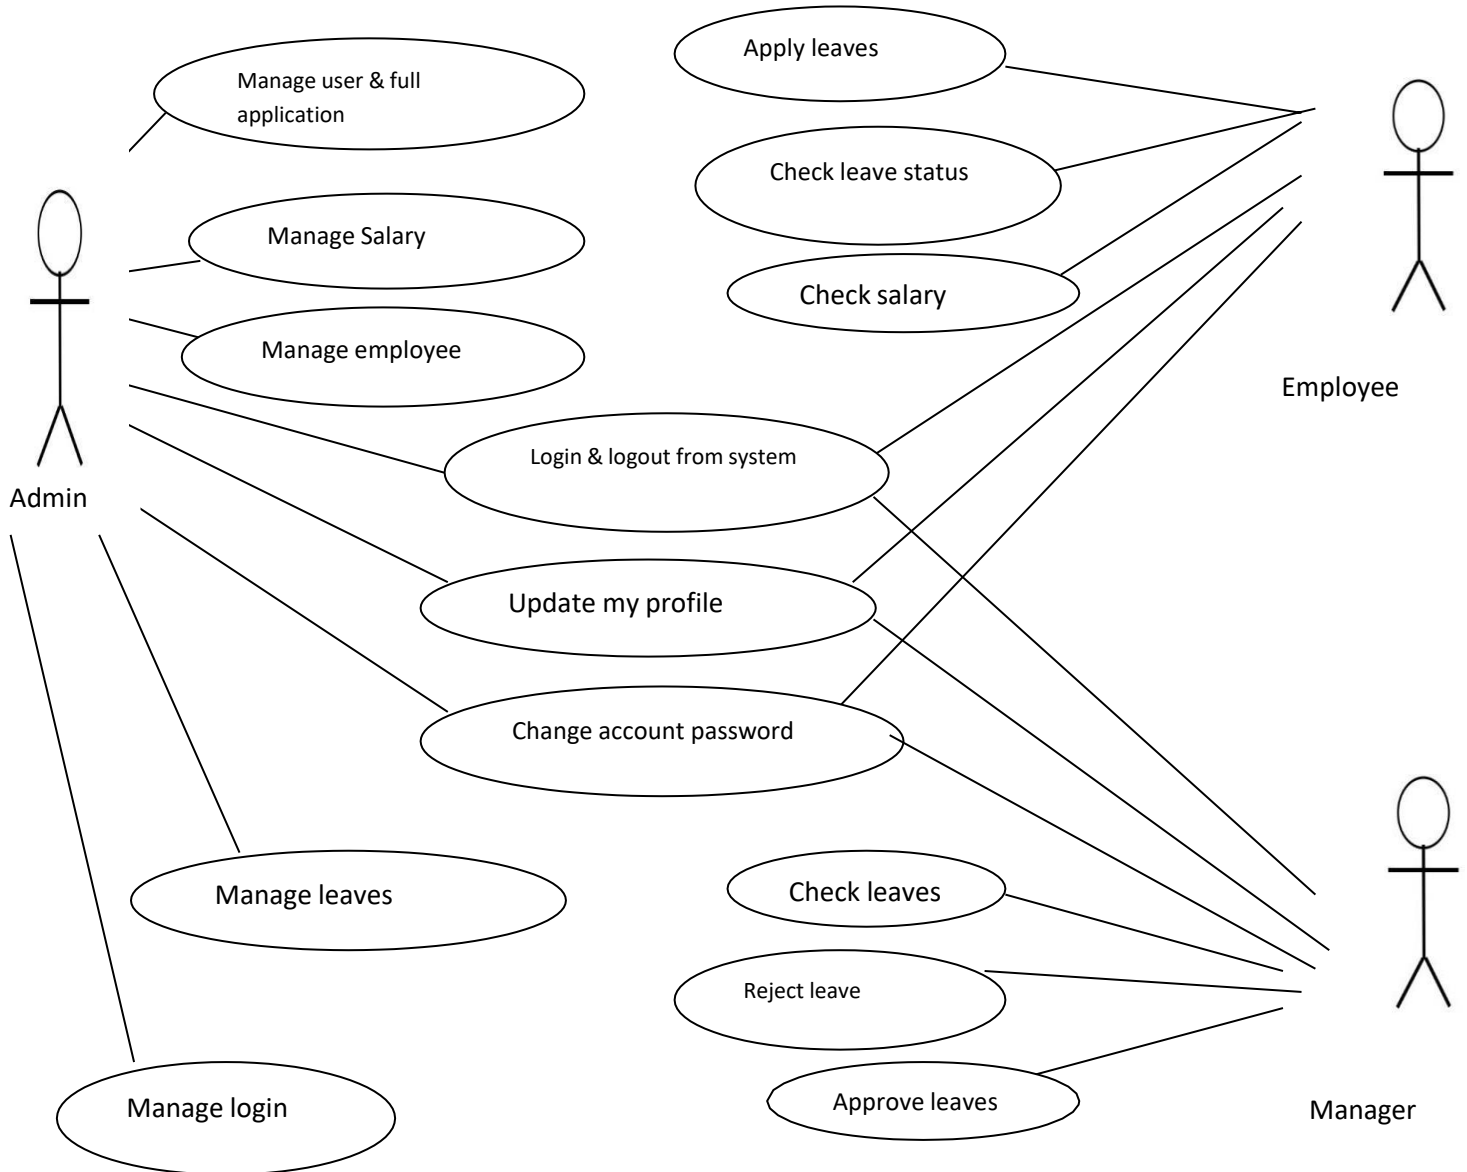 Apply leaves
Manage user & full
application
Check leave status
Manage Salary
Check salary
Manage employee
Employee
Login & logout from system
Admin
Update my profile
Change account password
Manage leaves
Check leaves
Reject leave
Approve leaves
Manage login
Manager